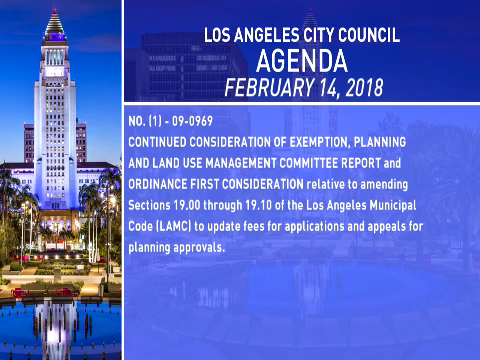 LOS ANGELES CITY COUNCIL
AGENDA
FEBRUARY 14, 2018
NO. (1) - 09-0969
CONTINUED CONSIDERATION OF EXEMPTION, PLANNING
AND LAND USE MANAGEMENT COMMITTEE REPORT and
ORDINANCE FIRST CONSIDERATION relative to amending
Sections 19.00 through 19.10 of the Los Angeles Municipal
Code (LAMC) to update fees for applications and appeals for
planning approvals.